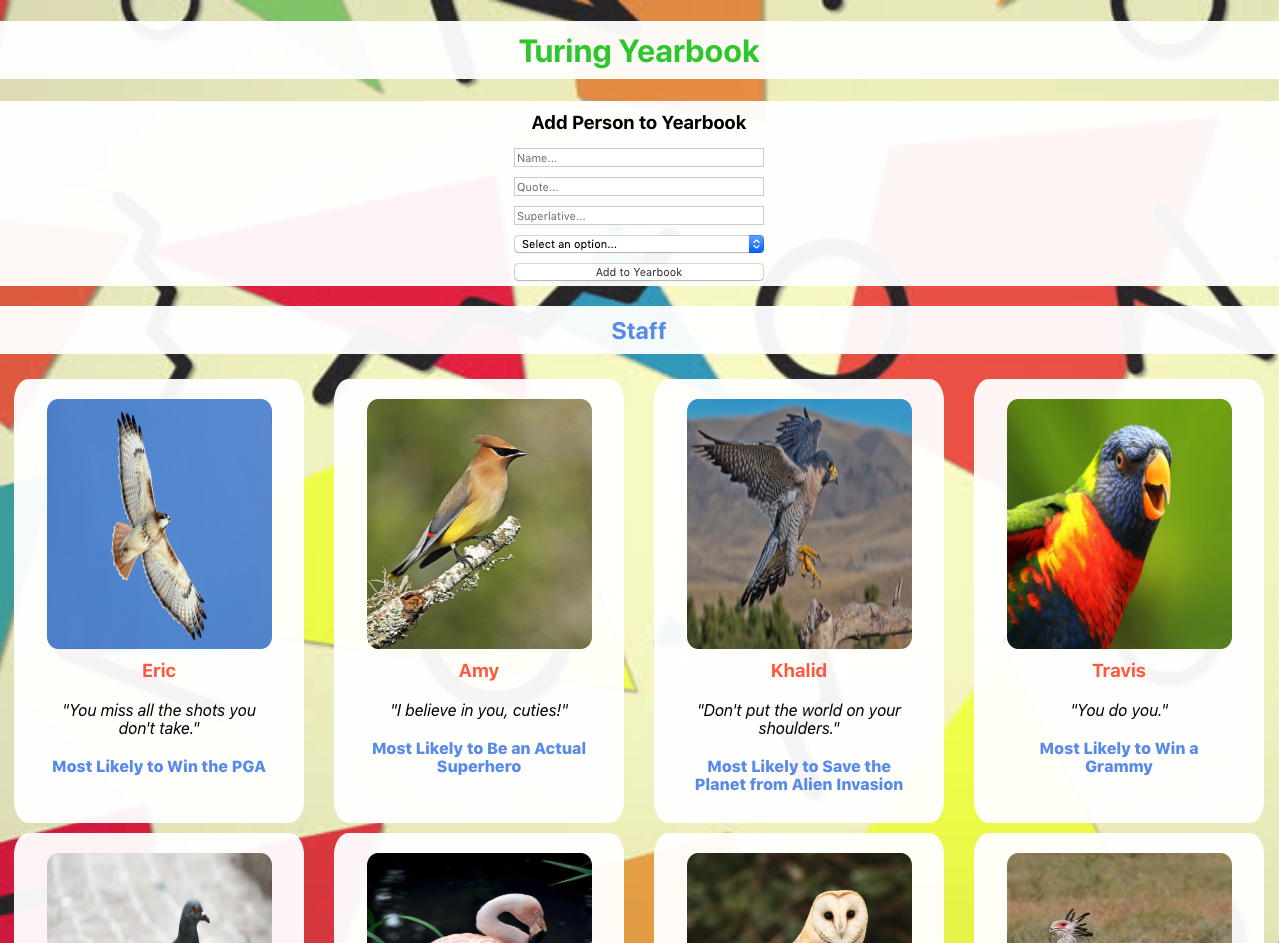 Turing Yearbook
Add Person to Yearbook
Name...
Quote...
Superlative...
Select an option...
Add to Yearbook
Staff
Eric
"You miss all the shots you
don't take."
Most Likely to Win the PGA
Amy
"I believe in you, cuties!"
Most Likely to Be an Actual
Superhero
Khalid
"Don't put the world on your
shoulders."
Most Likely to Save the
Planet from Alien Invasion
Travis
"You do you."
Most Likely to Win a
Grammy